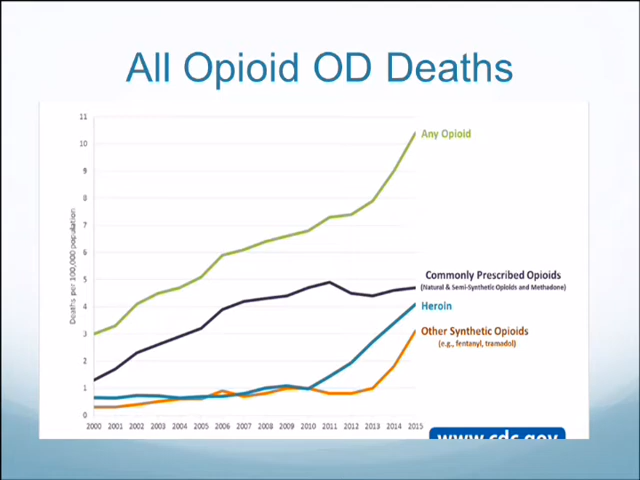 All Opioid OD Deaths
11
10
9
8
7
6
5
4
3
2
1
0
Deaths per 100,000 population
2000 2001 2002 2003 2004 2005 2006 2007 2008 2009 2010 2011 2012 2013 2014 2015
Any Opioid
Commonly Prescribed Opioids
(Natural & Semi-Synthetic Opioids and Methadone)
Heroin
Other Synthetic Opioids
(e.g., fentanyl, tramadol)
www.cdc.gov